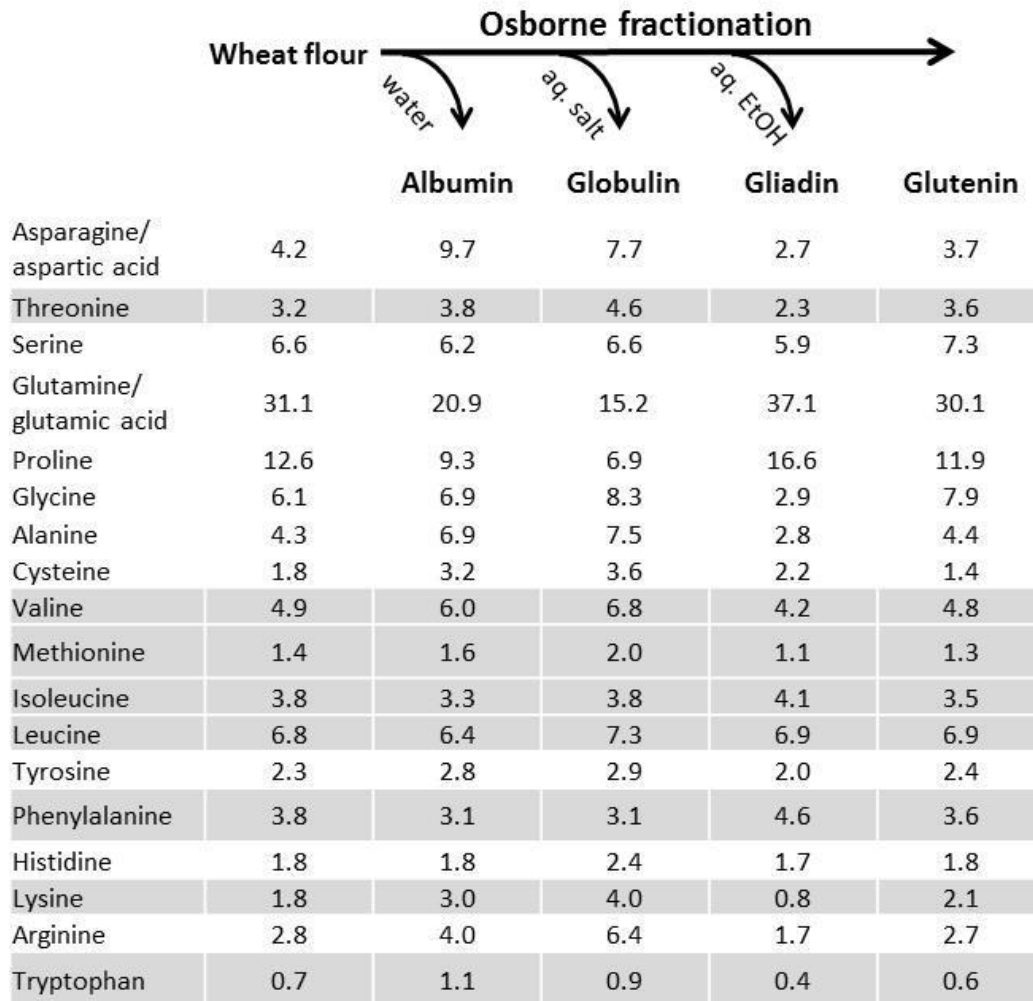 Osborne fractionation
Wheat flour
water
aq. salt
aq. EtOH
Albumin Globulin Gliadin Glutenin
Asparagine/
aspartic acid 4.2 9.7 7.7 2.7 3.7
Threonine 3.2 3.8 4.6 2.3 3.6
Serine 6.6 6.2 6.6 5.9 7.3
Glutamine/
glutamic acid 31.1 20.9 15.2 37.1 30.1
Proline 12.6 9.3 6.9 16.6 11.9
Glycine 6.1 6.9 8.3 2.9 7.9
Alanine 4.3 6.9 7.5 2.8 4.4
Cysteine 1.8 3.2 3.6 2.2 1.4
Valine 4.9 6.0 6.8 4.2 4.8
Methionine 1.4 1.6 2.0 1.1 1.3
Isoleucine 3.8 3.3 3.8 4.1 3.5
Leucine 6.8 6.4 7.3 6.9 6.9
Tyrosine 2.3 2.8 2.9 2.0 2.4
Phenylalanine 3.8 3.1 3.1 4.6 3.6
Histidine 1.8 1.8 2.4 1.7 1.8
Lysine 1.8 3.0 4.0 0.8 2.1
Arginine 2.8 4.0 6.4 1.7 2.7
Tryptophan 0.7 1.1 0.9 0.4 0.6